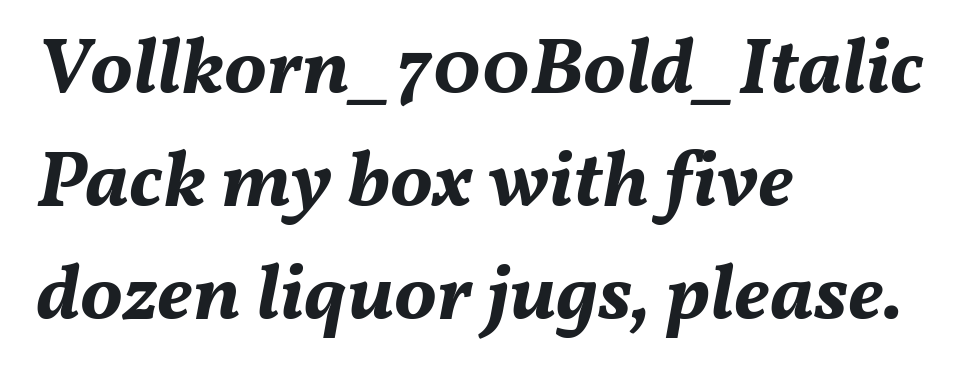 Vollkorn_700Bold_Italic
Pack my box with five
dozen liquor jugs, please.